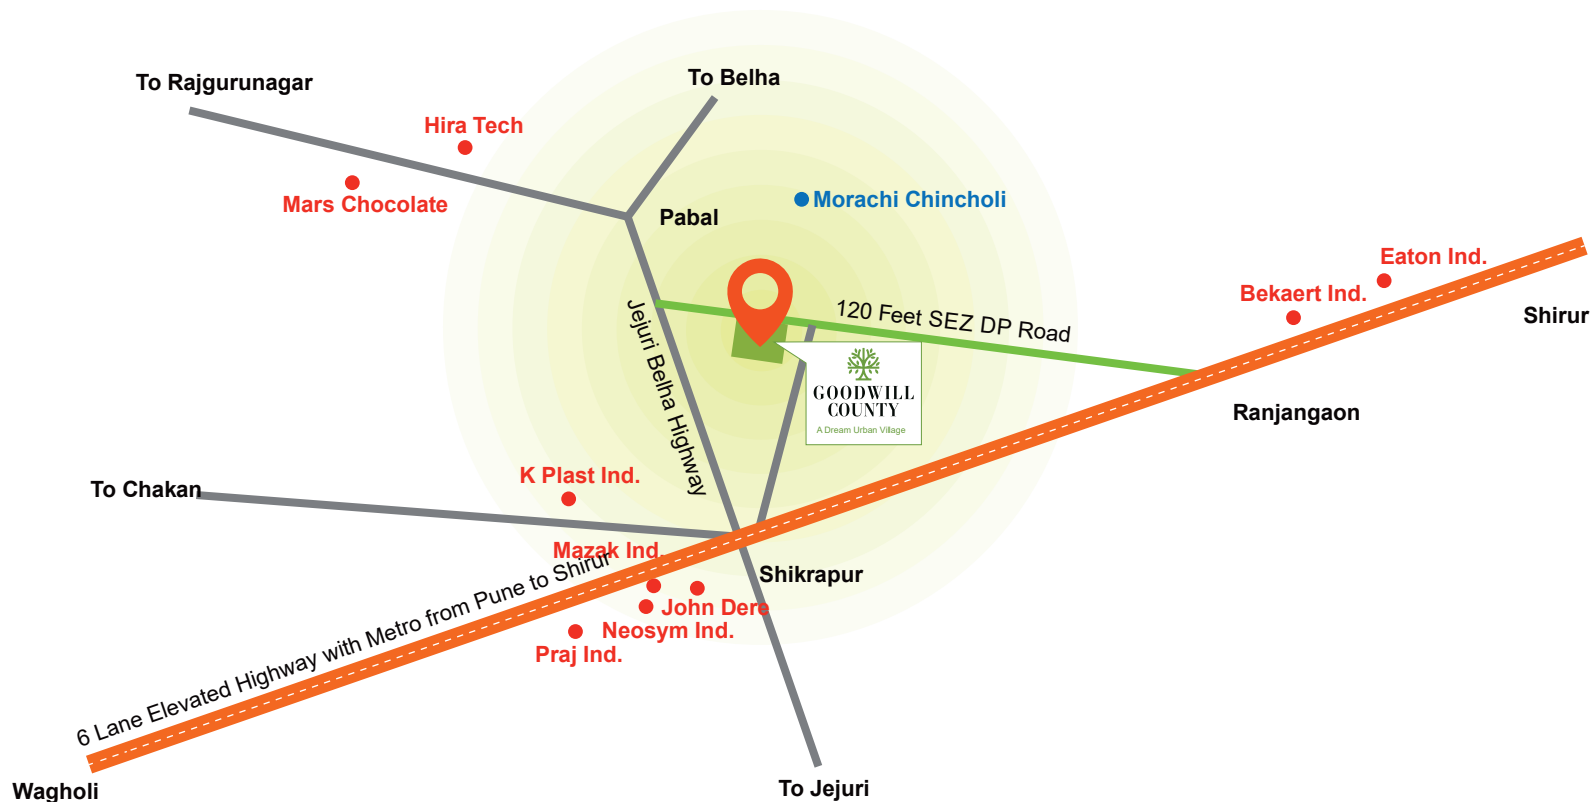 To Rajgurunagar
To Belha
Hira Tech
Mars Chocolate
Morachi Chincholi
Pabal
Eaton Ind.
Bekaert Ind.
Shirur
120 Feet SEZ DP Road
Jejuri Belha Highway
GOODWILL
COUNTY
A Dream Urban Village
Ranjangaon
K Plast Ind.
To Chakan
Mazak Ind.
Shikrapur
John Dere
Neosym Ind.
Praj Ind.
6 Lane Elevated Highway with Metro from Pune to Shirur
Wagholi
To Jejuri